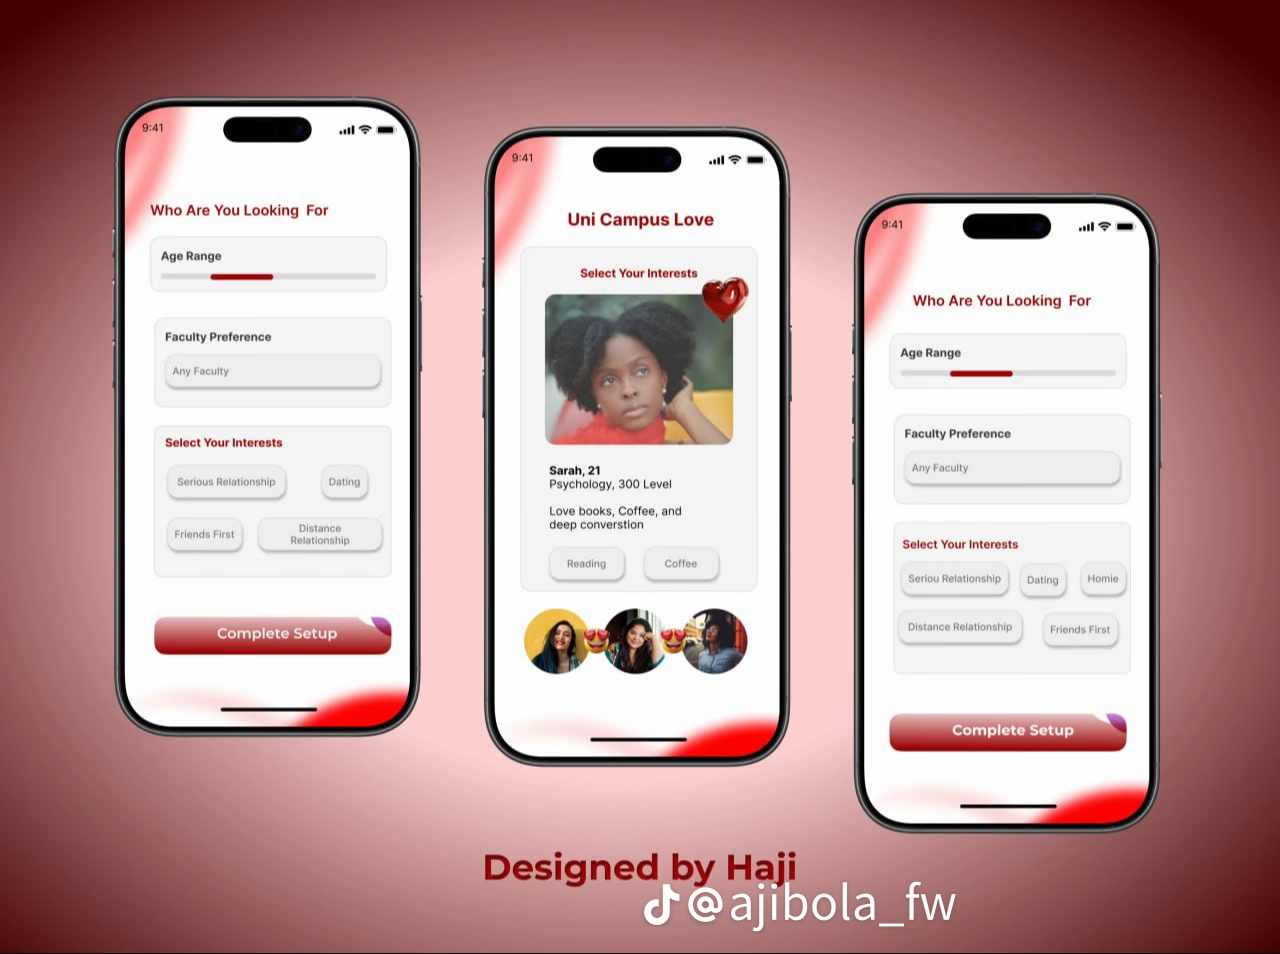 9:41
Who Are You Looking For
Age Range
Faculty Preference
Any Faculty
Select Your Interests
Serious Relationship
Dating
Friends First
Distance
Relationship
Complete Setup
9:41
Uni Campus Love
Select Your Interests
Sarah, 21
Psychology, 300 Level
Love books, Coffee, and
deep converstion
Reading
Coffee
9:41
Who Are You Looking For
Age Range
Faculty Preference
Any Faculty
Select Your Interests
Seriou Relationship
Dating
Homie
Distance Relationship
Friends First
Complete Setup
Designed by Haji
@ajibola_fw